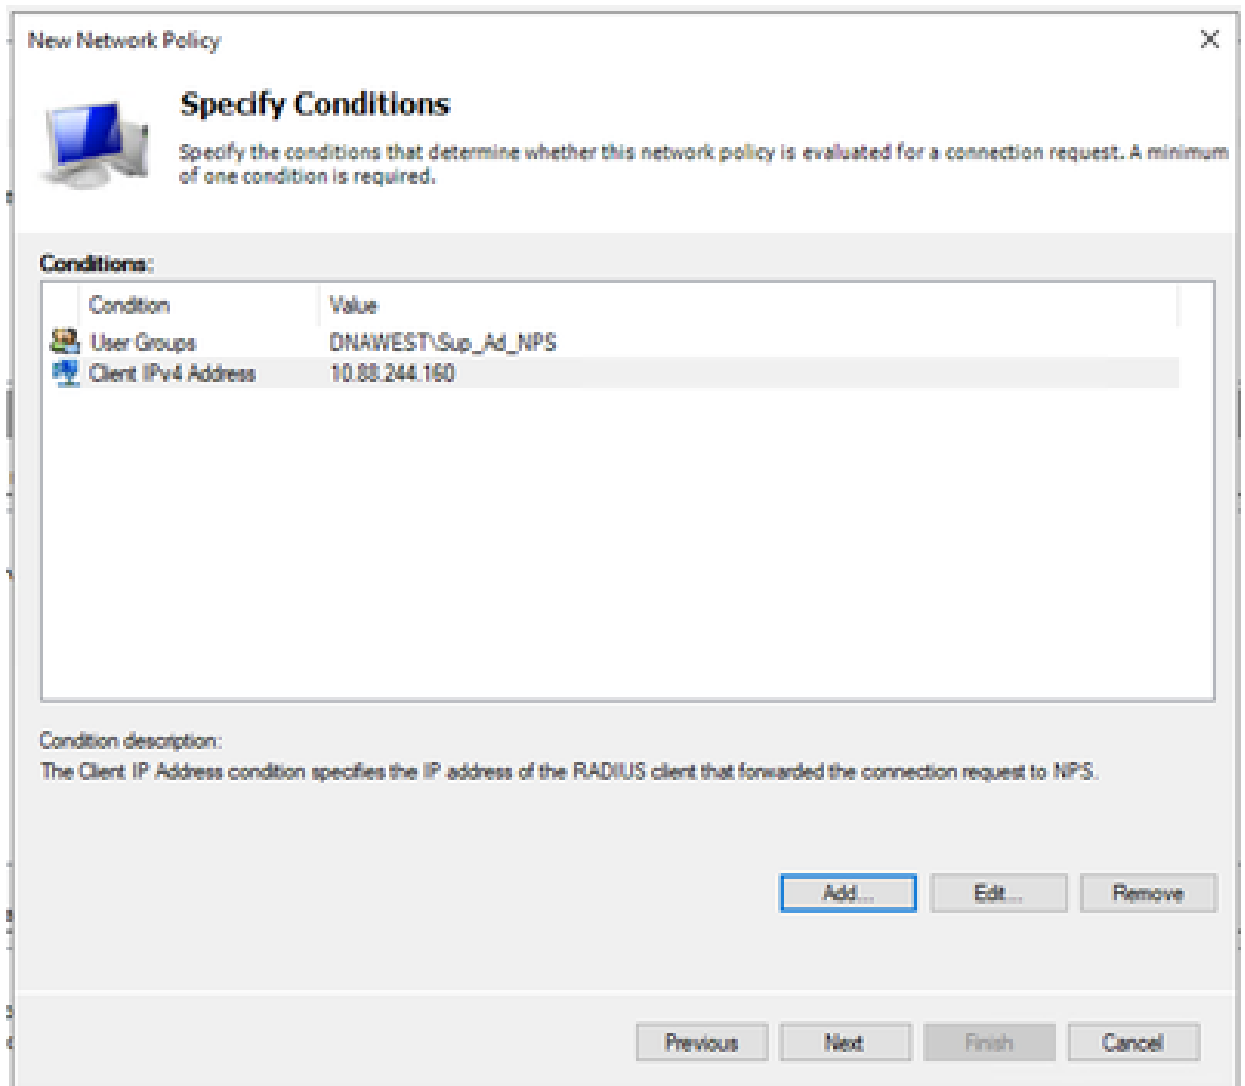 New Network Policy
Specify Conditions
Specify the conditions that determine whether this network policy is evaluated for a connection request. A minimum
of one condition is required.
Conditions:
Condition Value
User Groups DNAWEST\Sup_Ad_NPS
Client IPv4 Address 10.88.244.160
Condition description:
The Client IP Address condition specifies the IP address of the RADIUS client that forwarded the connection request to NPS.
Add... Edit... Remove
Previous Next Finish Cancel